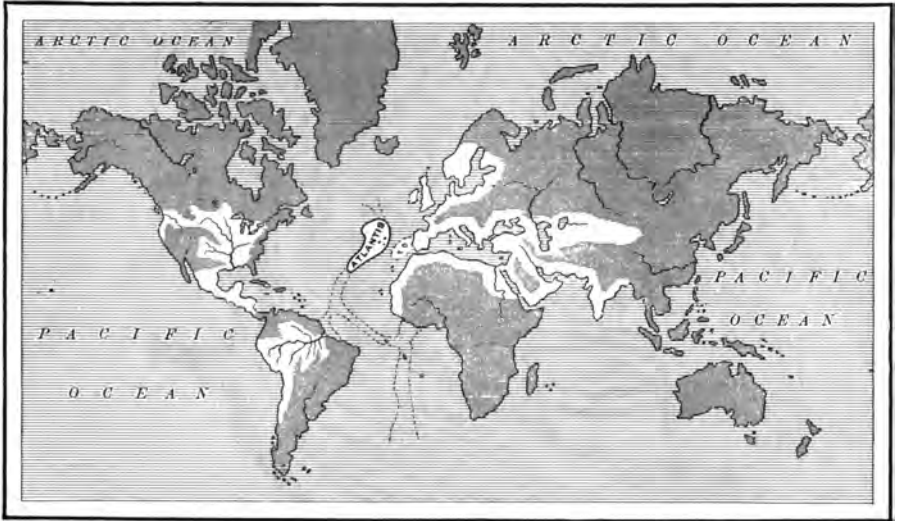 ARCTIC OCEAN
ARCTIC OCEAN
ATLANTIS
PACIFIC
OCEAN
PACIFIC
OCEAN